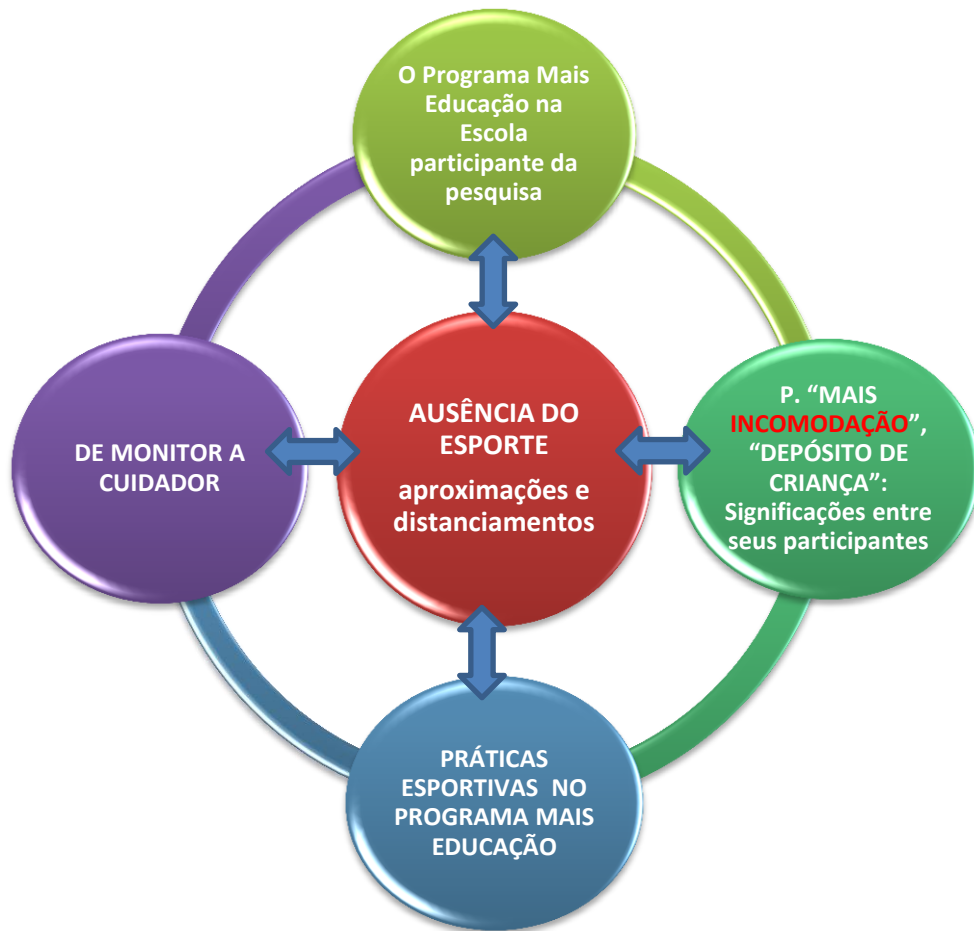 O Programa Mais
Educação na
Escola
participante da
pesquisa
DE MONITOR A
CUIDADOR
AUSÊNCIA DO
ESPORTE
aproximações e
distanciamentos
P. “MAIS
INCOMODAÇÃO”,
“DEPÓSITO DE
CRIANÇA”:
Significações entre
seus participantes
PRÁTICAS
ESPORTIVAS NO
PROGRAMA MAIS
EDUCAÇÃO